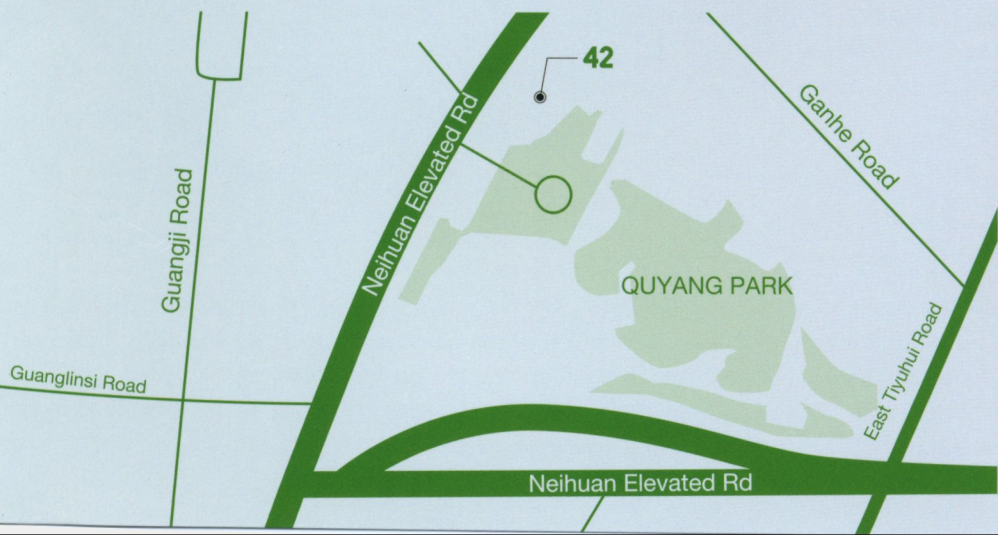 42
Ganhe Road
Neihuan Elevated Rd
Guangji Road
QUYANG PARK
East Tiyuhui Road
Guanglinsi Road
Neihuan Elevated Rd